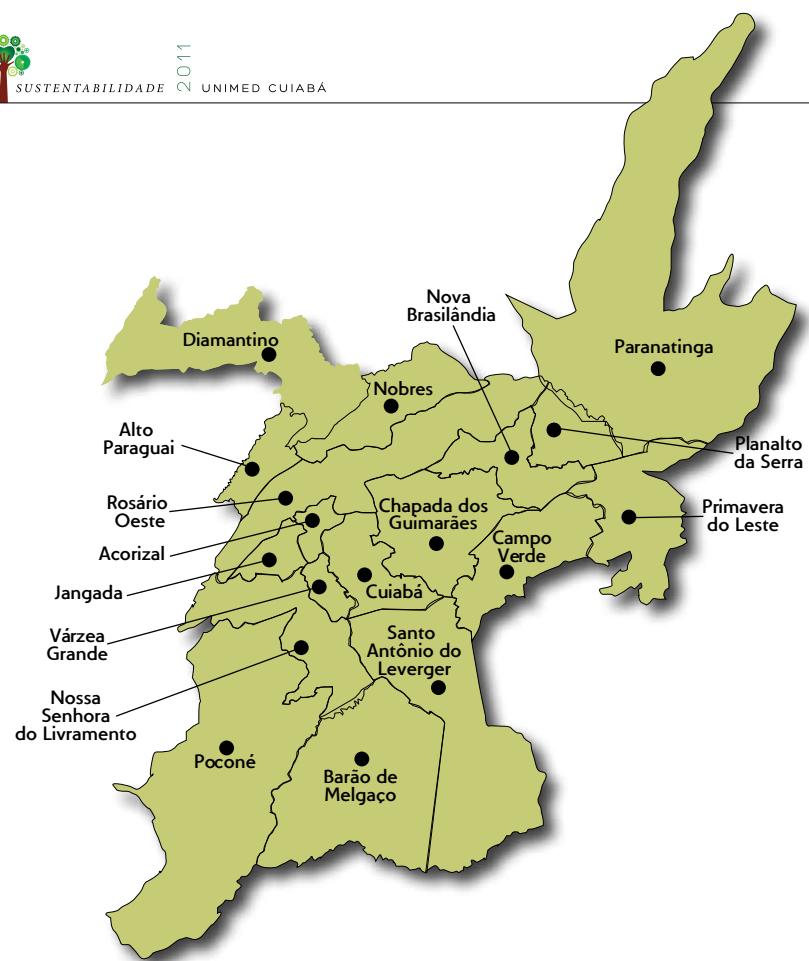 SUSTENTABILIDADE 2011 UNIMED CUIABÁ
Nova
Brasilândia
Diamantino
Paranatinga
Nobres
Alto
Paraguai
Planalto
da Serra
Rosário
Oeste
Chapada dos
Guimarães
Primavera
do Leste
Acorizal
Campo
Verde
Jangada
Cuiabá
Várzea
Grande
Santo
Antônio do
Leverger
Nossa
Senhora
do Livramento
Poconé
Barão de
Melgaço